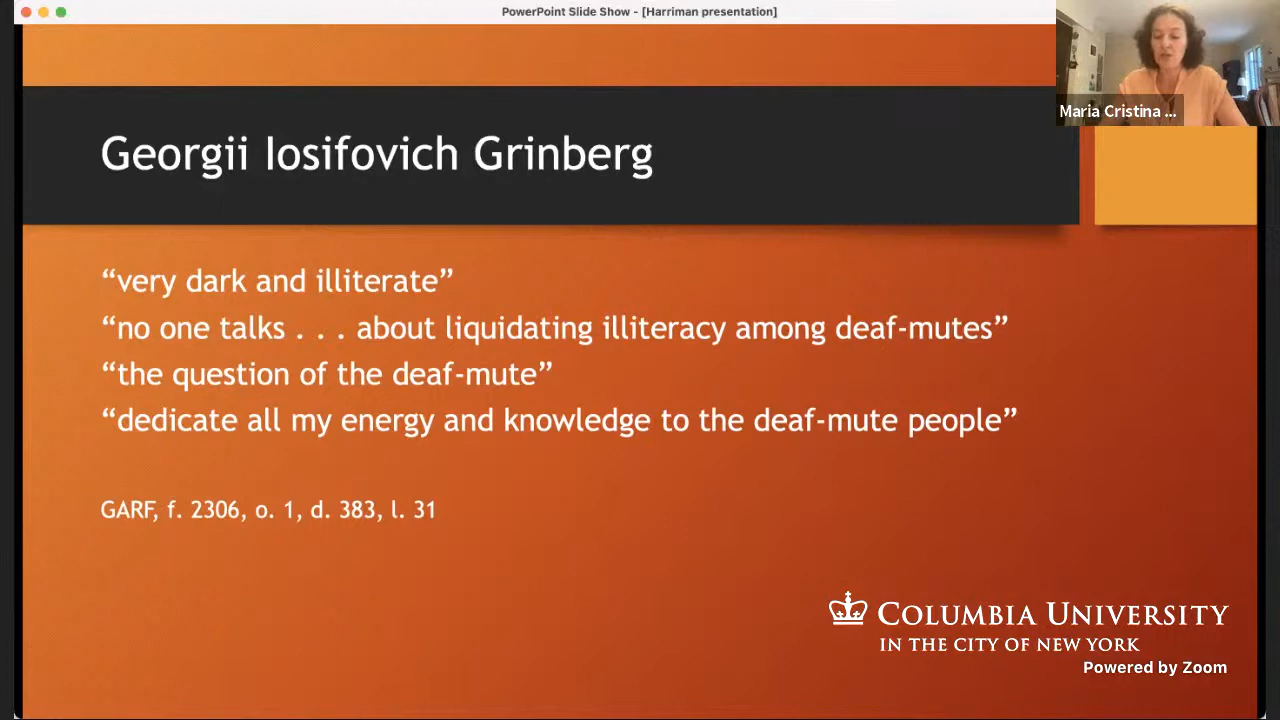 PowerPoint Slide Show - [Harriman presentation]
Maria Cristina ...
Georgii Iosifovich Grinberg
“very dark and illiterate”
“no one talks . . . about liquidating illiteracy among deaf-mutes”
“the question of the deaf-mute”
“dedicate all my energy and knowledge to the deaf-mute people”
GARF, f. 2306, o. 1, d. 383, l. 31
COLUMBIA UNIVERSITY
IN THE CITY OF NEW YORK
Powered by Zoom